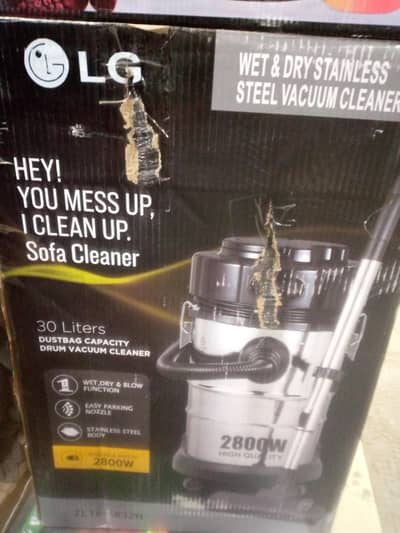 LG
WET & DRY STAINLESS
STEEL VACUUM CLEANER
HEY!
YOU MESS UP,
I CLEAN UP.
Sofa Cleaner
30 Liters
DUSTBAG CAPACITY
DRUM VACUUM CLEANER
WET,DRY & BLOW
FUNCTION
EASY PARKING
NOZZLE
STAINLESS STEEL
BODY
2800W
2800W
HIGH QUALITY